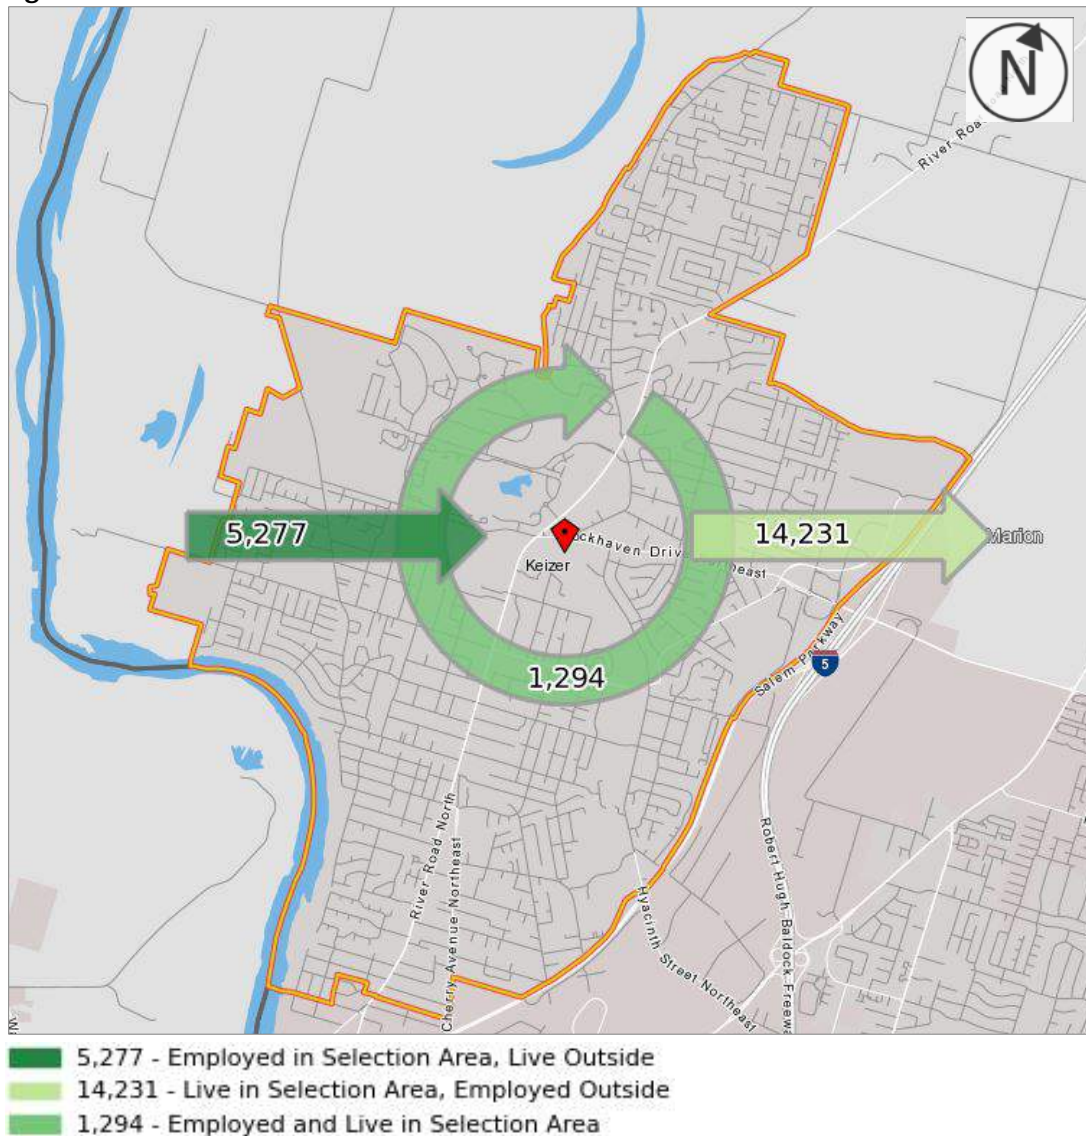 N
River Road
5,277
14,231
Marion
Keizer
1,294
Salem Parkway
5
River Road North
Cherry Avenue Northeast
Hyacinth Street Northeast
Robert Hugh Baldock Freewa
5,277 - Employed in Selection Area, Live Outside
14,231 - Live in Selection Area, Employed Outside
1,294 - Employed and Live in Selection Area